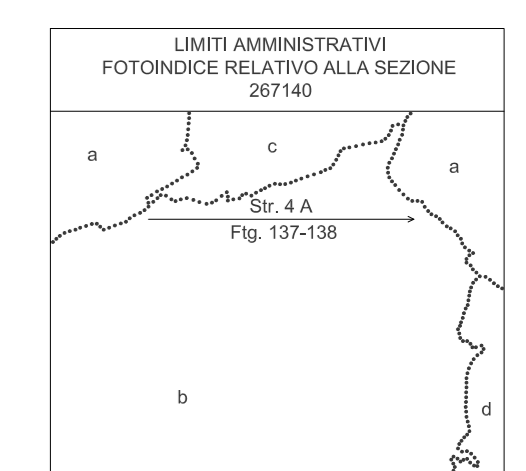 LIMITI AMMINISTRATIVI
FOTOINDICE RELATIVO ALLA SEZIONE
267140
a
c
a
Str. 4 A
Ftg. 137-138
b
d